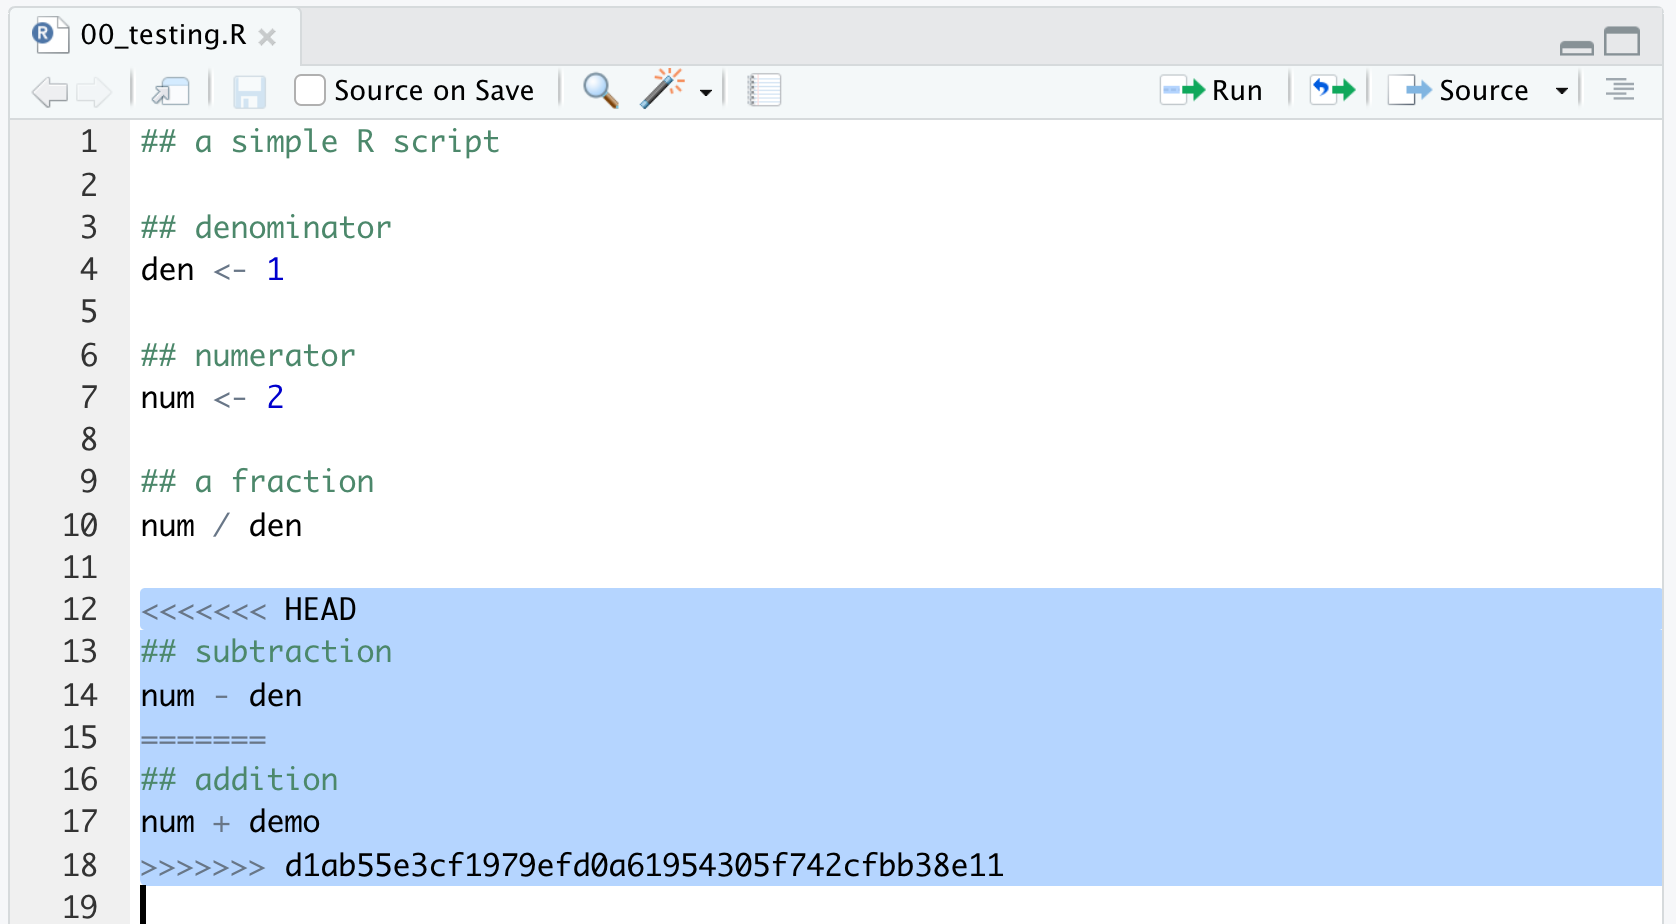 R 00_testing.R
Source on Save Run Source
1 ## a simple R script
2
3 ## denominator
4 den <- 1
5
6 ## numerator
7 num <- 2
8
9 ## a fraction
10 num / den
11
12 <<<<<<< HEAD
13 ## subtraction
14 num - den
15 =======
16 ## addition
17 num + demo
18 >>>>>>> d1ab55e3cf1979efd0a61954305f742cfbb38e11
19